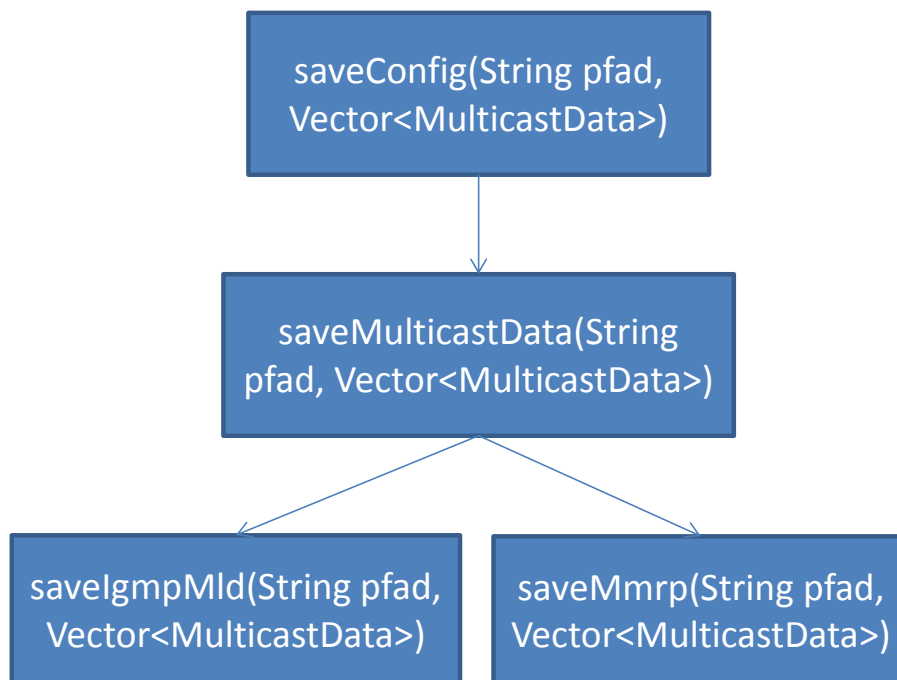 saveConfig(String pfad,
Vector<MulticastData>)
saveMulticastData(String
pfad, Vector<MulticastData>)
saveIgmpMld(String pfad,
Vector<MulticastData>)
saveMmrp(String pfad,
Vector<MulticastData>)